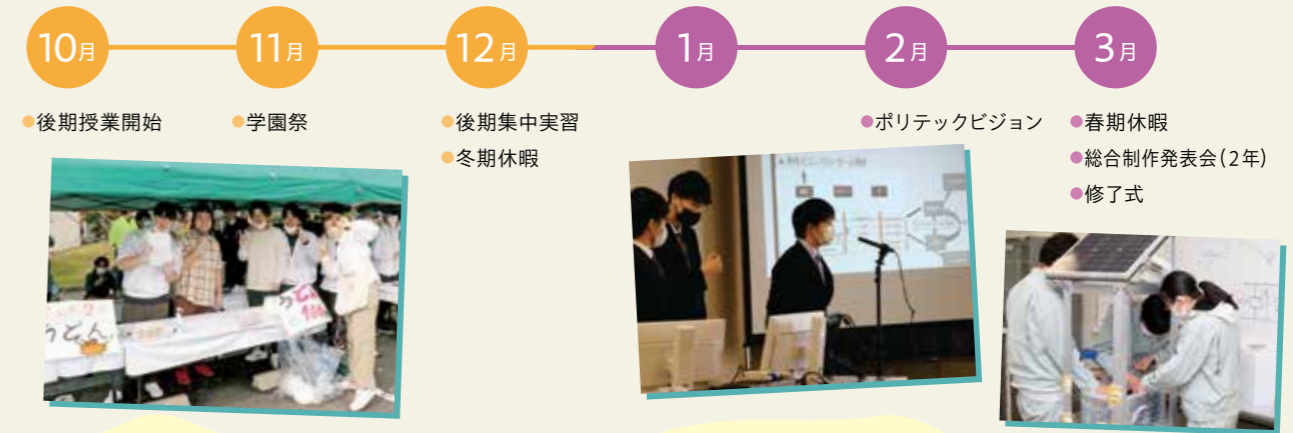 10月
11月
12月
1月
2月
3月
●後期授業開始
●学園祭
●後期集中実習
●冬期休暇
●ポリテックビジョン
●春期休暇
●総合制作発表会(2年)
●修了式
うどん